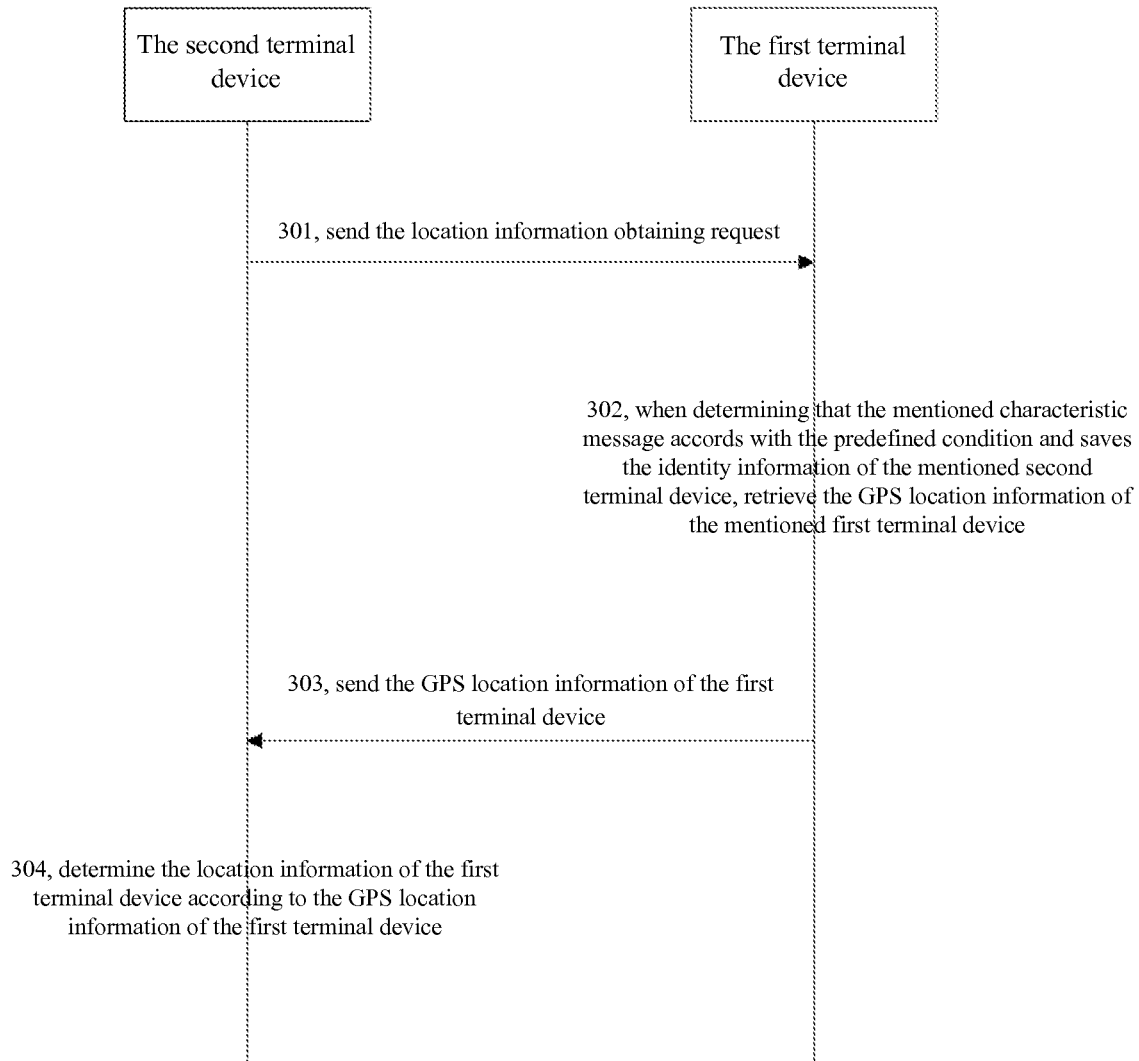 The second terminal
device
The first terminal
device
301, send the location information obtaining request
302, when determining that the mentioned characteristic
message accords with the predefined condition and saves
the identity information of the mentioned second
terminal device, retrieve the GPS location information of
the mentioned first terminal device
303, send the GPS location information of the first
terminal device
304, determine the location information of the first
terminal device according to the GPS location
information of the first terminal device